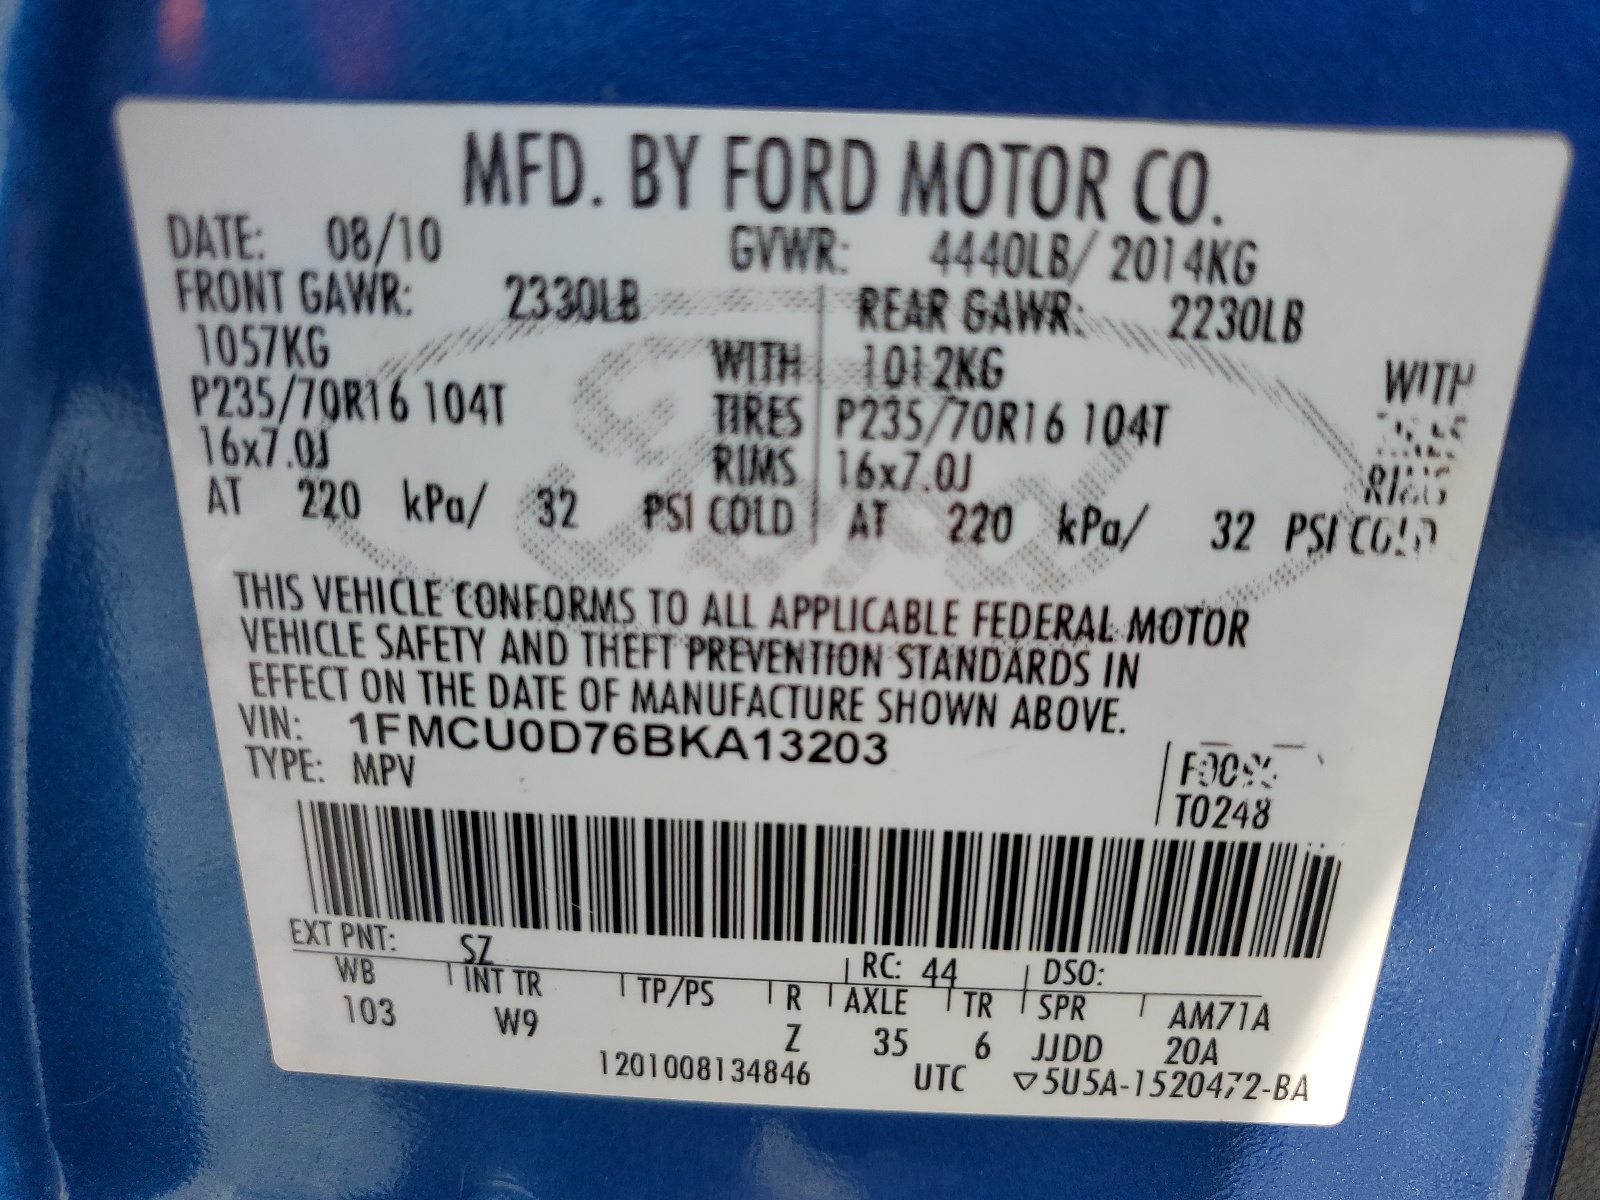 MFD. BY FORD MOTOR CO.
DATE: 08/10 GVWR: 4440LB/ 2014KG
FRONT GAWR: 2330LB REAR GAWR: 2230LB
1057KG WITH 1012KG WITH
P235/70R16 104T TIRES P235/70R16 104T
16x7.0J RIMS 16x7.0J RIMS
AT 220 kPa/ 32 PSI COLD AT 220 kPa/ 32 PSI COLD
THIS VEHICLE CONFORMS TO ALL APPLICABLE FEDERAL MOTOR
VEHICLE SAFETY AND THEFT PREVENTION STANDARDS IN
EFFECT ON THE DATE OF MANUFACTURE SHOWN ABOVE.
VIN: 1FMCU0D76BKA13203
TYPE: MPV
T0248
EXT PNT: SZ RC: 44 DSO:
WB INT TR TP/PS R AXLE TR SPR AM71A
103 W9 Z 35 6 JJDD 20A
1201008134846 UTC ▽5U5A-1520472-BA